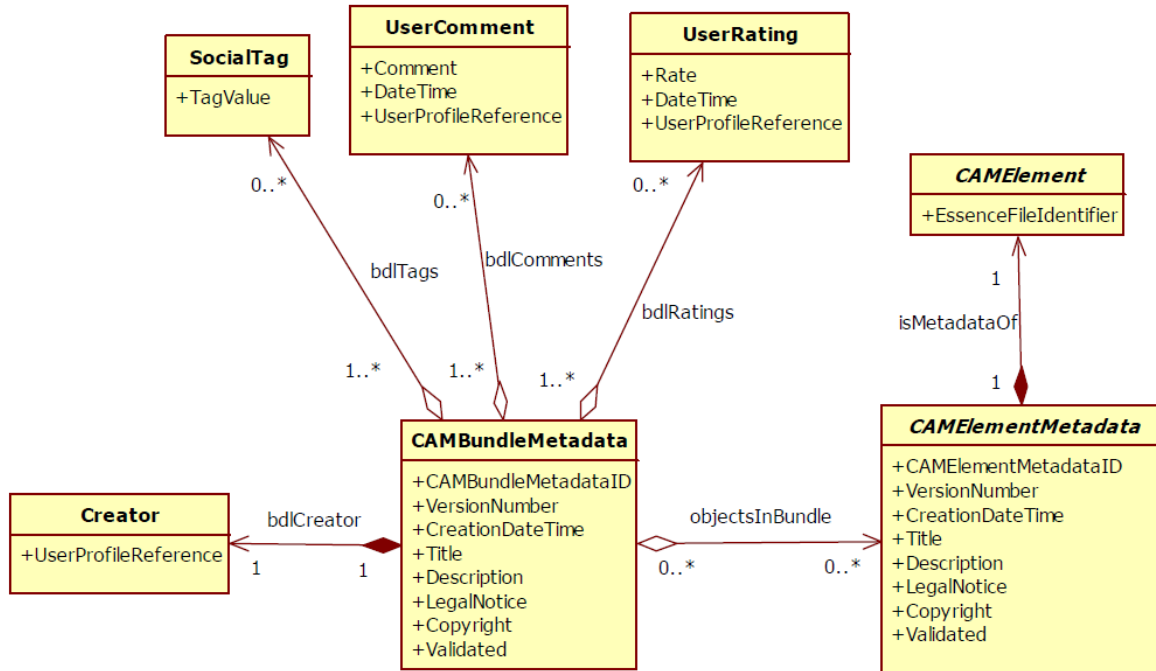 SocialTag
+TagValue
UserComment
+Comment
+DateTime
+UserProfileReference
UserRating
+Rate
+DateTime
+UserProfileReference
CAMElement
+EssenceFileIdentifier
0..*
0..*
0..*
bdlTags
bdlComments
bdlRatings
1
isMetadataOf
1
1..*
1..*
1..*
CAMBundleMetadata
+CAMBundleMetadataID
+VersionNumber
+CreationDateTime
+Title
+Description
+LegalNotice
+Copyright
+Validated
Creator
+UserProfileReference
bdlCreator
1
1
objectsInBundle
0..*
0..*
CAMElementMetadata
+CAMElementMetadataID
+VersionNumber
+CreationDateTime
+Title
+Description
+LegalNotice
+Copyright
+Validated